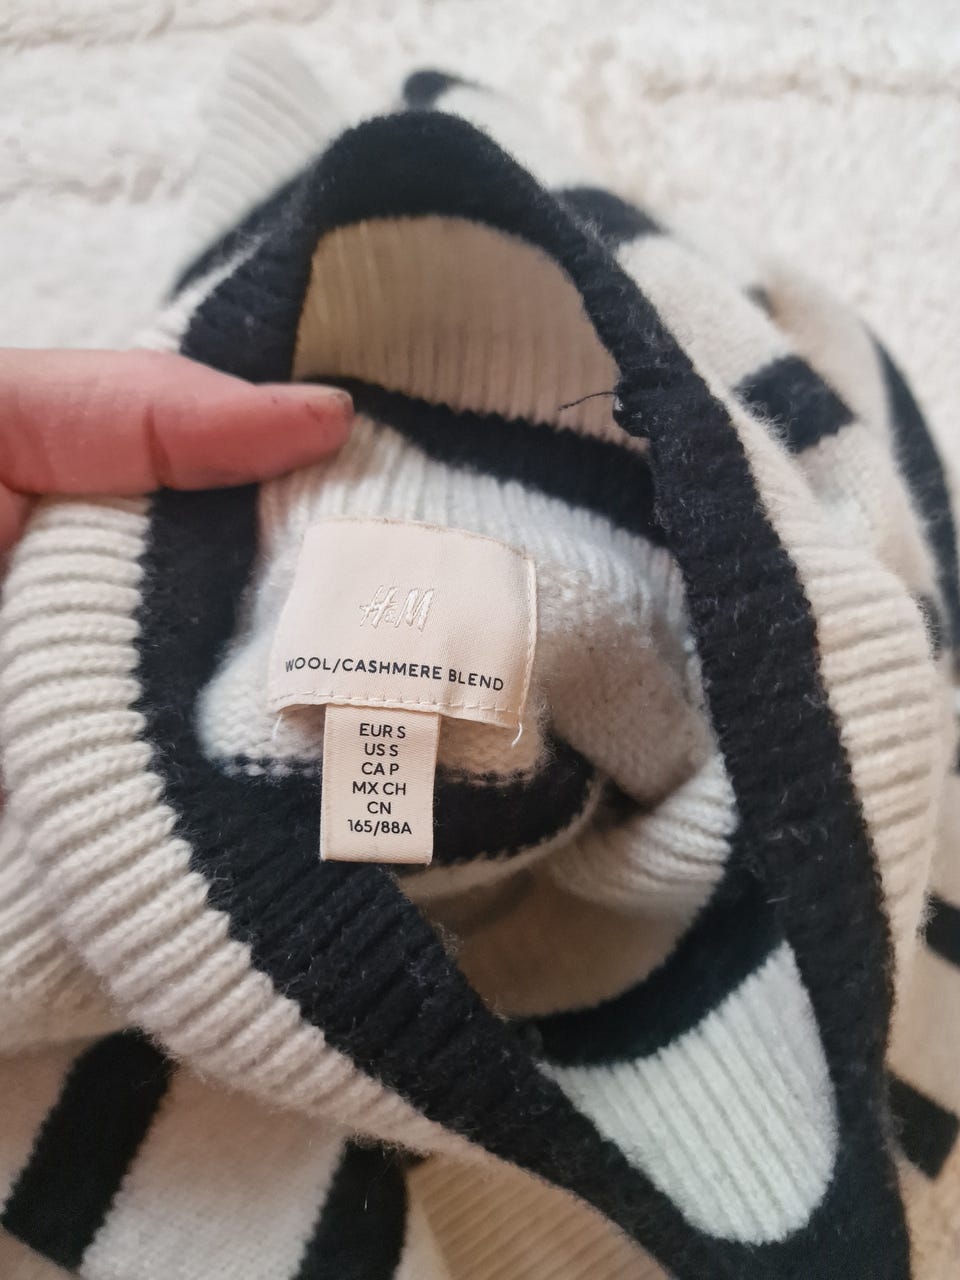 H&M
WOOL/CASHMERE BLEND
EUR S
US S
CA P
MX CH
CN
165/88A